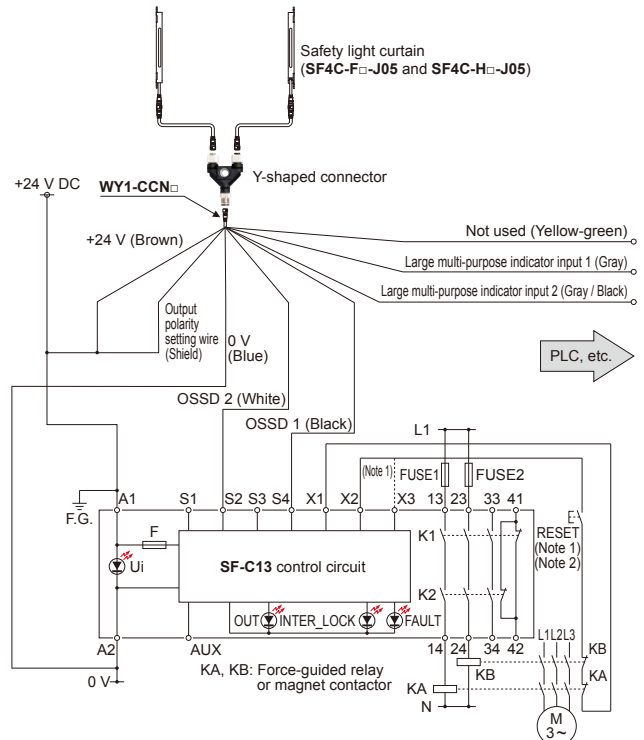 Safety light curtain
(SF4C-F□-J05 and SF4C-H□-J05)
Y-shaped connector
+24 V DC
WY1-CCN□
+24 V (Brown)
Not used (Yellow-green)
Large multi-purpose indicator input 1 (Gray)
Large multi-purpose indicator input 2 (Gray / Black)
Output
polarity
setting wire
(Shield)
0 V
(Blue)
PLC, etc.
OSSD 2 (White)
OSSD 1 (Black)
L1
(Note 1)
FUSE1
FUSE2
F.G.
A1
S1
S2
S3
S4
X1
X2
X3
13
23
33
41
F
K1
RESET
(Note 1)
(Note 2)
Ui
SF-C13 control circuit
K2
OUT
INTER_LOCK
FAULT
A2
AUX
14
24
34
42
L1
L2
L3
KB
KA
0 V
KA, KB: Force-guided relay
or magnet contactor
KB
KA
N
M
3~